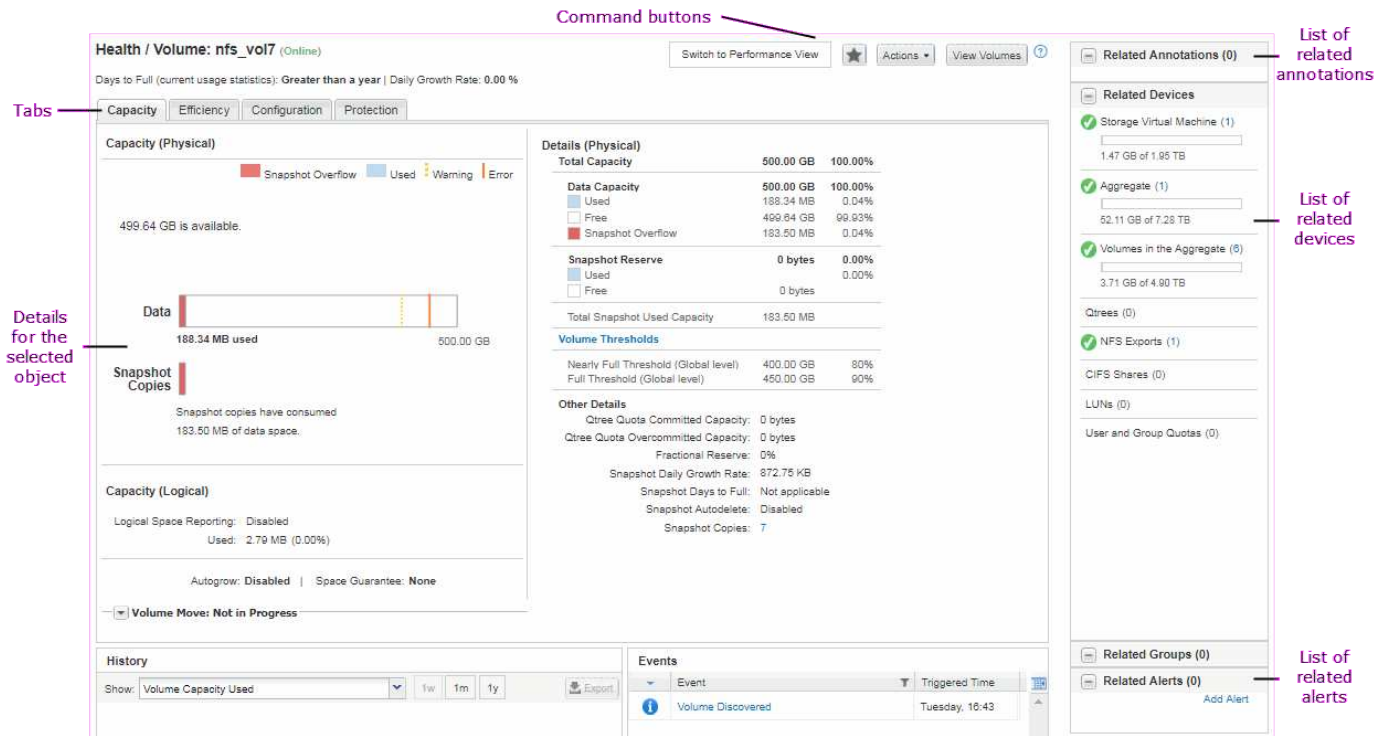 Command buttons
Health / Volume: nfs_vol7 (Online)
Switch to Performance View
Actions
View Volumes
?
Days to Full (current usage statistics): Greater than a year | Daily Growth Rate: 0.00 %
Tabs
Capacity
Efficiency
Configuration
Protection
Capacity (Physical)
Snapshot Overflow
Used
Warning
Error
499.64 GB is available.
Details
for the
selected
object
Data
188.34 MB used
500.00 GB
Snapshot
Copies
Snapshot copies have consumed
183.50 MB of data space.
Capacity (Logical)
Logical Space Reporting: Disabled
Used: 2.79 MB (0.00%)
Autogrow: Disabled | Space Guarantee: None
Volume Move: Not in Progress
Details (Physical)
Total Capacity 500.00 GB 100.00%
Data Capacity 500.00 GB 100.00%
Used 188.34 MB 0.04%
Free 499.64 GB 99.93%
Snapshot Overflow 183.50 MB 0.04%
Snapshot Reserve 0 bytes 0.00%
Used 0.00%
Free 0 bytes
Total Snapshot Used Capacity 183.50 MB
Volume Thresholds
Nearly Full Threshold (Global level) 400.00 GB 80%
Full Threshold (Global level) 450.00 GB 90%
Other Details
Qtree Quota Committed Capacity: 0 bytes
Qtree Quota Overcommitted Capacity: 0 bytes
Fractional Reserve: 0%
Snapshot Daily Growth Rate: 872.75 KB
Snapshot Days to Full: Not applicable
Snapshot Autodelete: Disabled
Snapshot Copies: 7
Related Annotations (0)
List of
related
annotations
Related Devices
Storage Virtual Machine (1)
1.47 GB of 1.95 TB
Aggregate (1)
52.11 GB of 7.28 TB
List of
related
devices
Volumes in the Aggregate (6)
3.71 GB of 4.90 TB
Qtrees (0)
NFS Exports (1)
CIFS Shares (0)
LUNs (0)
User and Group Quotas (0)
Related Groups (0)
Related Alerts (0)
Add Alert
List of
related
alerts
History
Show: Volume Capacity Used
1w
1m
1y
Export
Events
Event
Triggered Time
Volume Discovered
Tuesday, 16:43